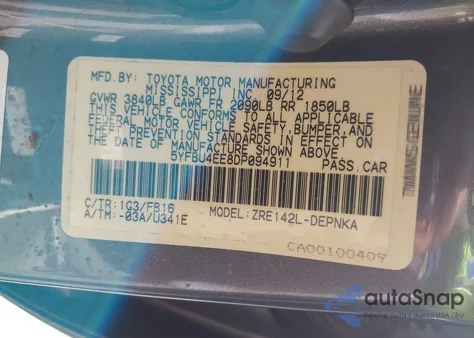 MFD.BY: TOYOTA MOTOR MANUFACTURING
MISSISSIPPI INC 09/12
GVWR 3840LB GAWR FR 2090LB RR 1850LB
THIS VEHICLE CONFORMS TO ALL APPLICABLE
FEDERAL MOTOR VEHICLE SAFETY, BUMPER, AND
THEFT PREVENTION STANDARDS IN EFFECT ON
THE DATE OF MANUFACTURE SHOWN ABOVE.
5YFBU4EE8DP094911 PASS.CAR
C/TR:1G3/FB16
A/TM:-03A/U341E MODEL:ZRE142L-DEPNKA
CA00100409
GENUINE
autoSnap